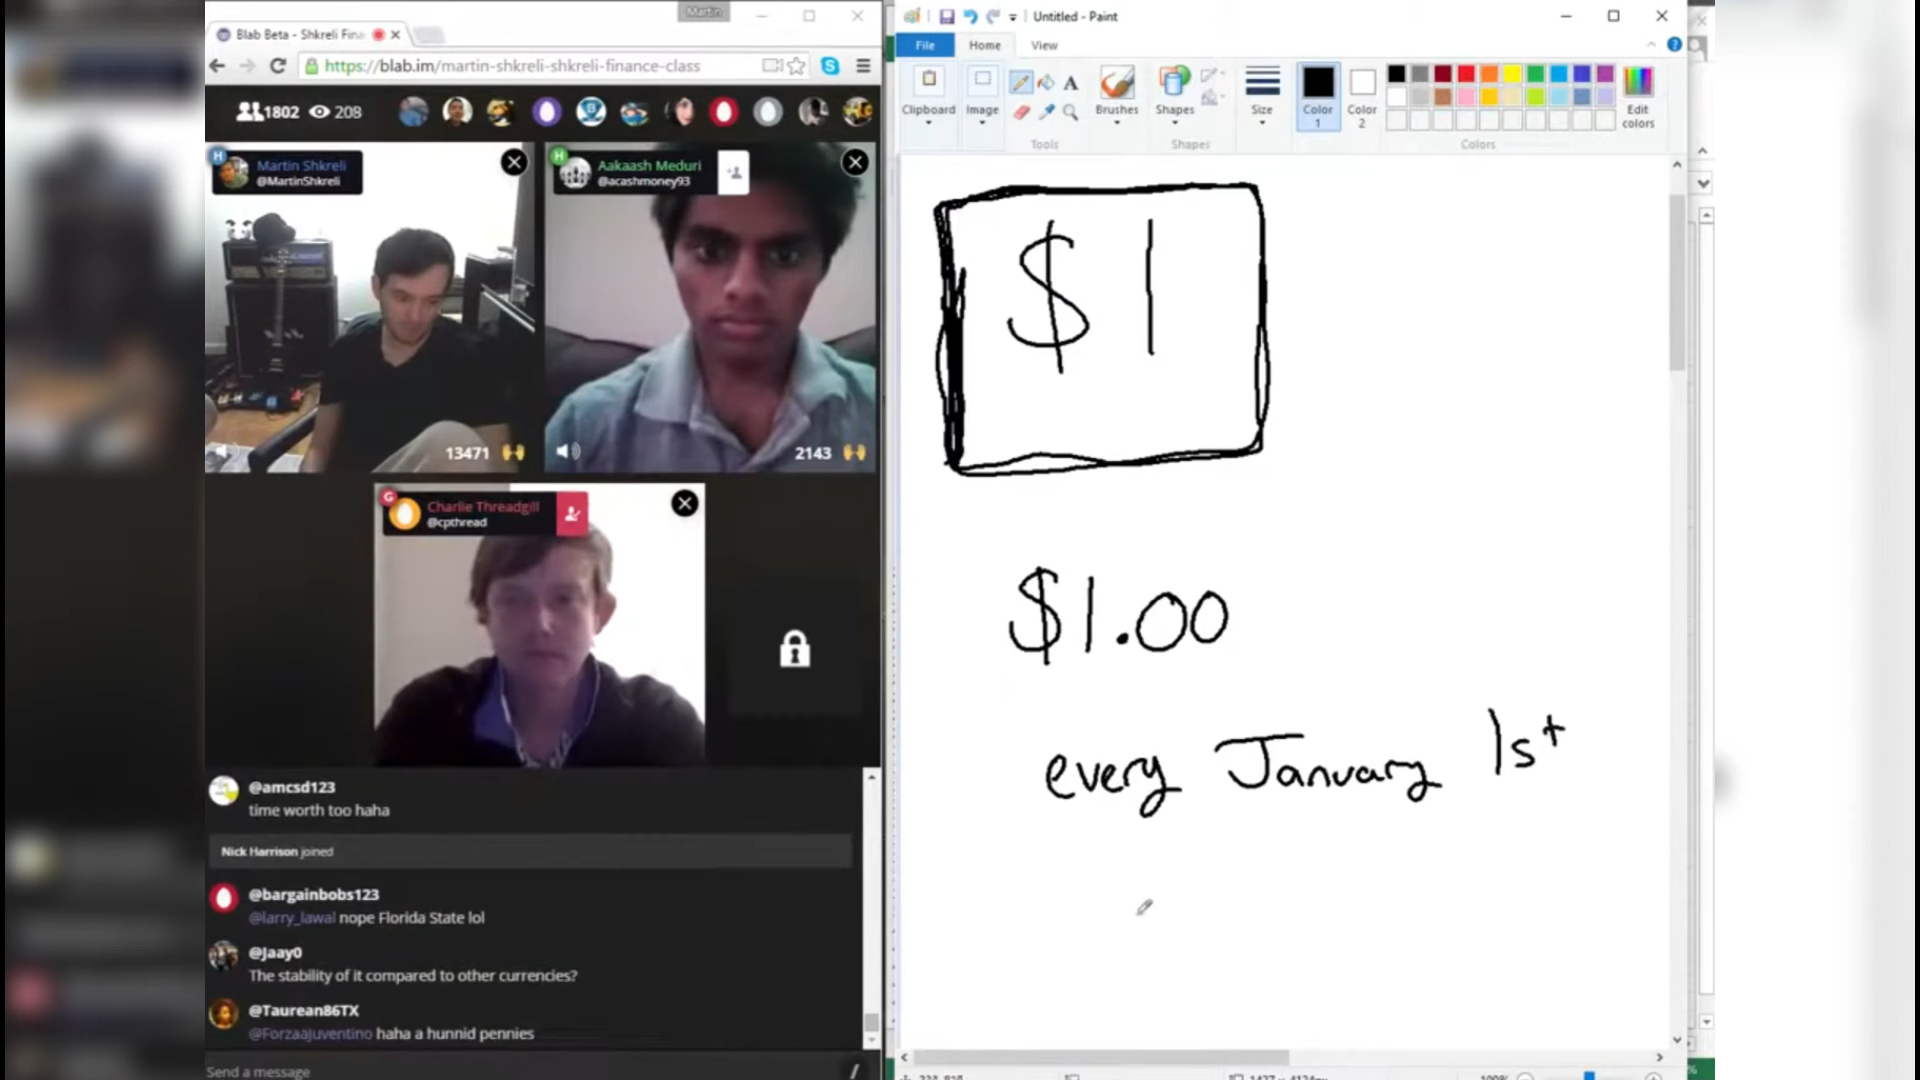 Martin
Blab Beta - Shkreli Fina
https://blab.im/martin-shkreli-shkreli-finance-class
1802 208
H Martin Shkreli
@MartinShkreli
13471
H Aakaash Meduri
@acashmoney93
2143
G Charlie Threadgill
@cpthread
@amcsd123
time worth too haha
Nick Harrison joined
@bargainbobs123
@larry_lawal nope Florida State lol
@Jaay0
The stability of it compared to other currencies?
@Taurean86TX
@Forzaajuventino haha a hunnid pennies
Send a message
Untitled - Paint
File Home View
Clipboard Image Brushes Shapes Size Color 1 Color 2 Edit colors
Tools Shapes Colors
$1
$1.00
every January 1st
100%